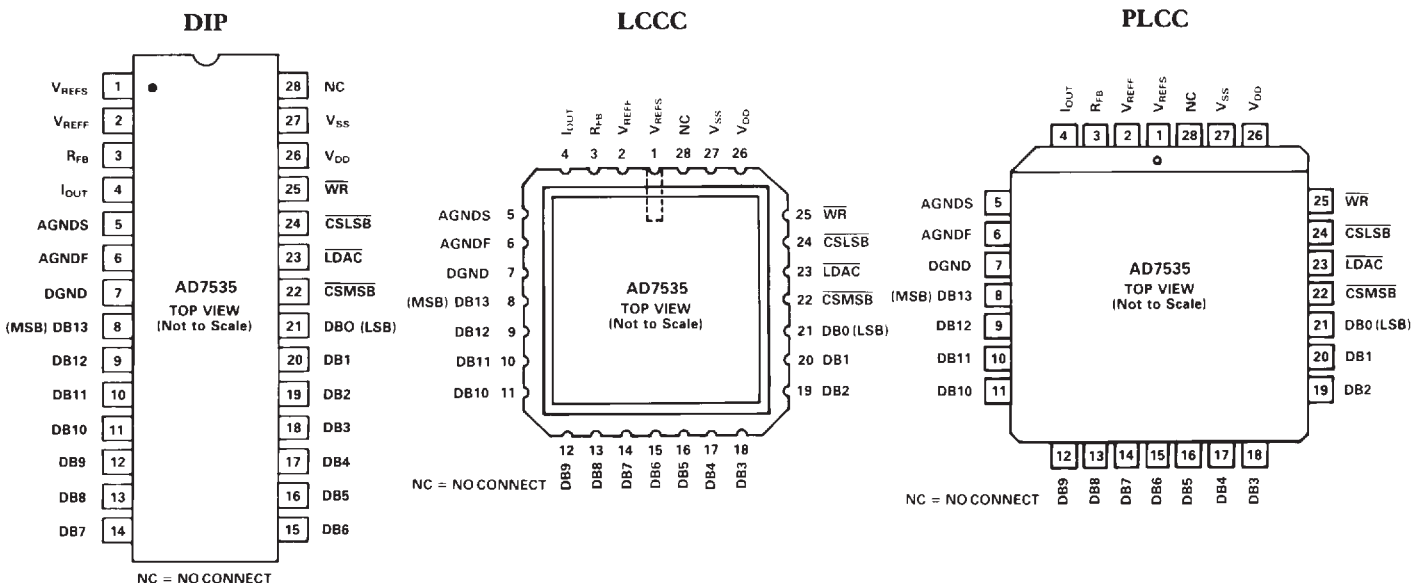 DIP
LCCC
PLCC
VREFS 1
28 NC
VREFF 2
27 VSS
RFB 3
26 VDD
IOUT 4
25 WR
AGNDS 5
24 CSLSB
AGNDF 6
23 LDAC
DGND 7
22 CSMSB
(MSB) DB13 8
21 DBO (LSB)
DB12 9
20 DB1
DB11 10
19 DB2
DB10 11
18 DB3
DB9 12
17 DB4
DB8 13
16 DB5
DB7 14
15 DB6
AD7535
TOP VIEW
(Not to Scale)
NC = NO CONNECT
IOUT RFB VREFF VREFS NC VSS VDD
4 3 2 1 28 27 26
AGNDS 5
25 WR
AGNDF 6
24 CSLSB
DGND 7
23 LDAC
(MSB) DB13 8
22 CSMSB
DB12 9
21 DB0 (LSB)
DB11 10
20 DB1
DB10 11
19 DB2
AD7535
TOP VIEW
(Not to Scale)
12 13 14 15 16 17 18
DB9 DB8 DB7 DB6 DB5 DB4 DB3
NC = NO CONNECT
IOUT RFB VREFF VREFS NC VSS VDD
4 3 2 1 28 27 26
AGNDS 5
25 WR
AGNDF 6
24 CSLSB
DGND 7
23 LDAC
(MSB) DB13 8
22 CSMSB
DB12 9
21 DB0 (LSB)
DB11 10
20 DB1
DB10 11
19 DB2
AD7535
TOP VIEW
(Not to Scale)
12 13 14 15 16 17 18
DB9 DB8 DB7 DB6 DB5 DB4 DB3
NC = NO CONNECT